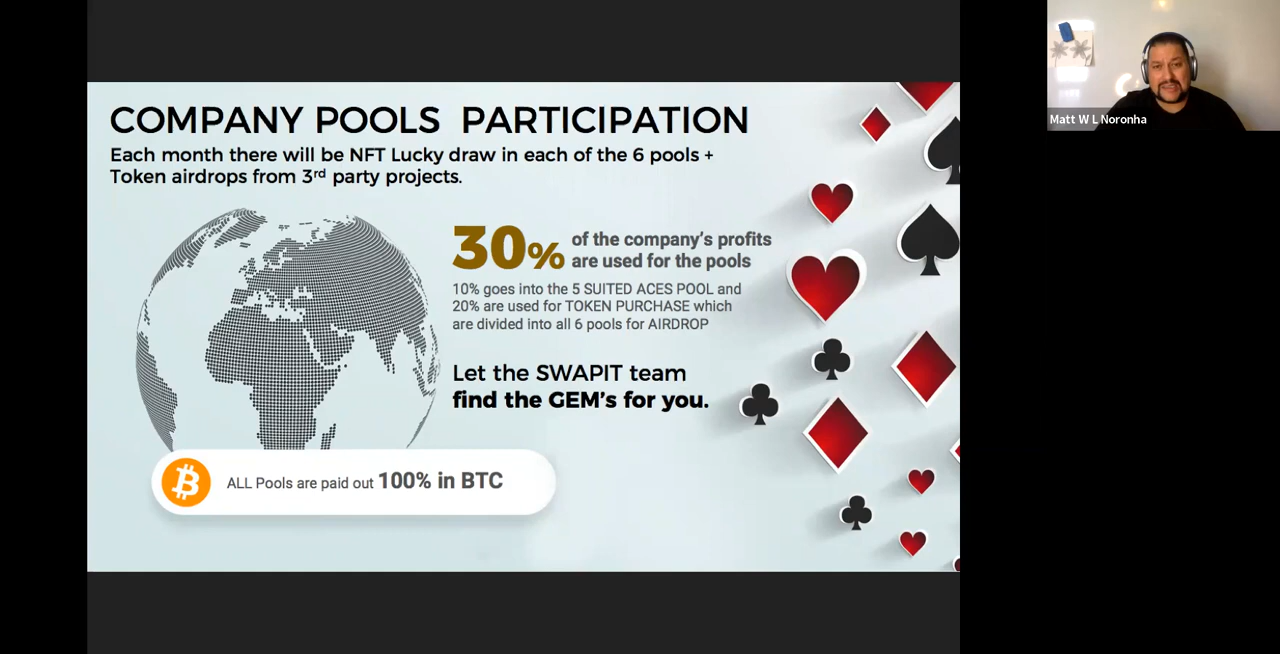 COMPANY POOLS PARTICIPATION
Each month there will be NFT Lucky draw in each of the 6 pools +
Token airdrops from 3rd party projects.
30% of the company's profits
are used for the pools
10% goes into the 5 SUITED ACES POOL and
20% are used for TOKEN PURCHASE which
are divided into all 6 pools for AIRDROP
Let the SWAPIT team
find the GEM's for you.
ALL Pools are paid out 100% in BTC
Matt W L Noronha